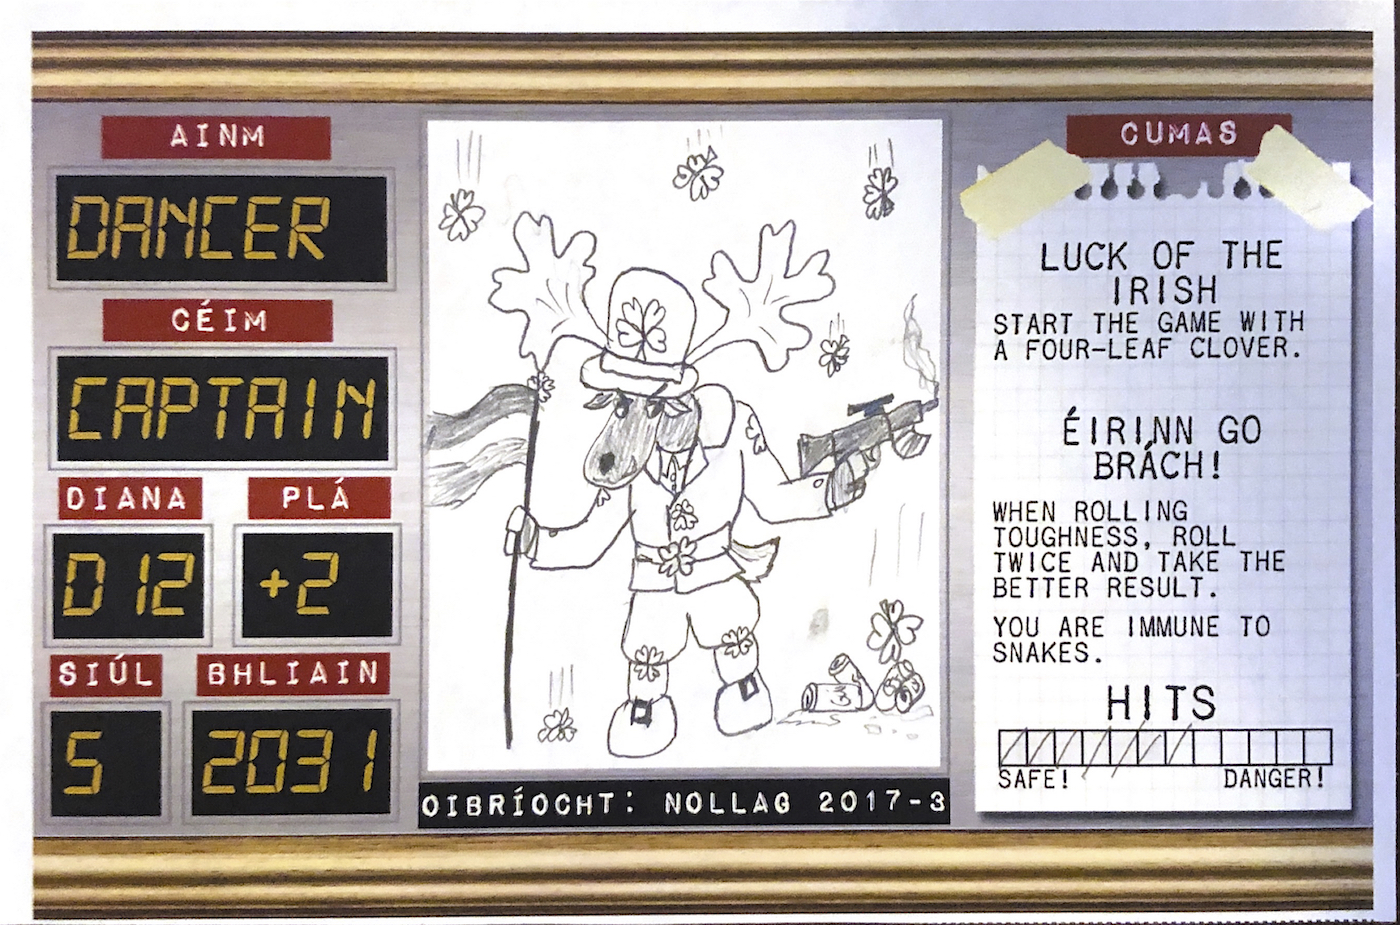 AINM
DANCER
CÉIM
CAPTAIN
DIANA
PLÁ
D12
+2
SIÚL
BHLIAIN
5
2031
3
OIBRÍOCHT: NOLLAG 2017-3
CUMAS
LUCK OF THE
IRISH
START THE GAME WITH
A FOUR-LEAF CLOVER.
ÉIRINN GO
BRÁCH!
WHEN ROLLING
TOUGHNESS, ROLL
TWICE AND TAKE THE
BETTER RESULT.
YOU ARE IMMUNE TO
SNAKES.
HITS
SAFE!
DANGER!